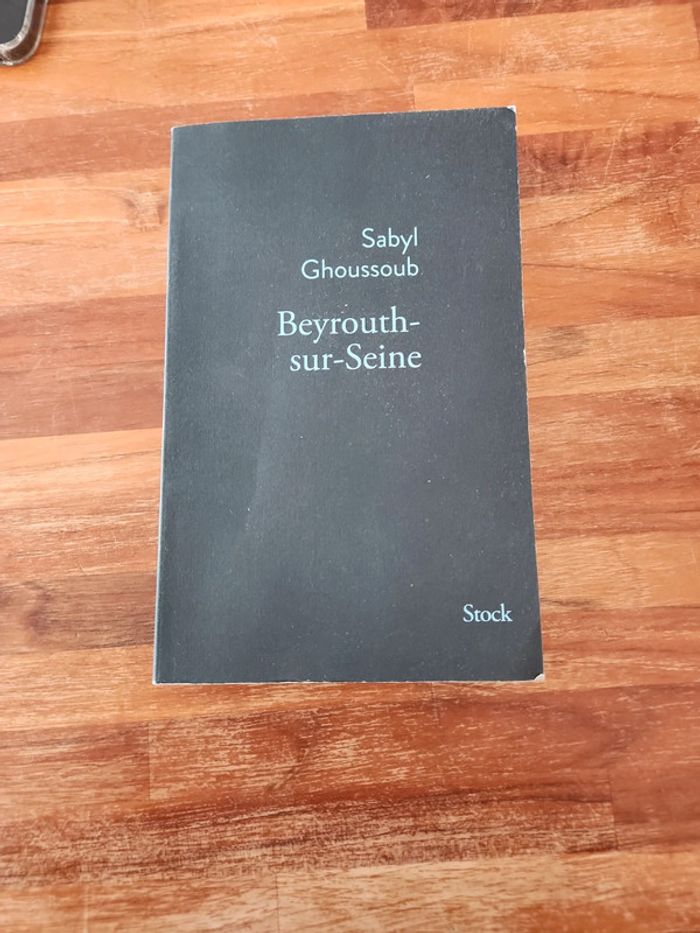 Sabyl
Ghoussoub
Beyrouth-
sur-Seine
Stock